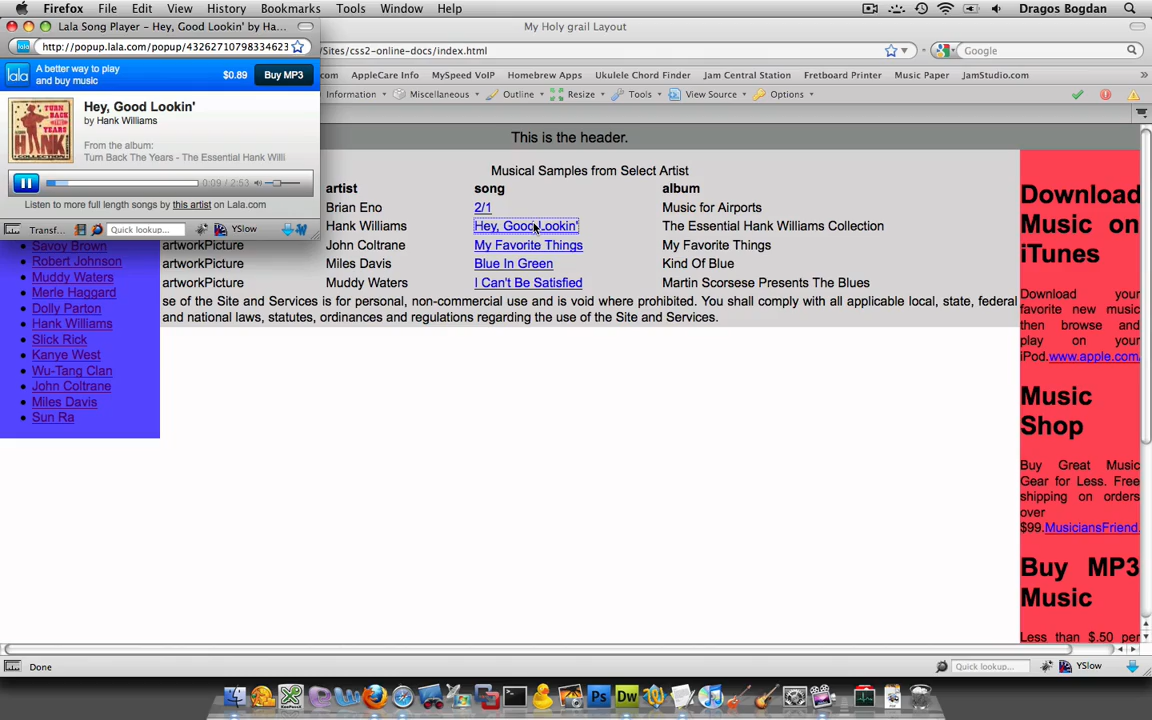 Firefox File Edit View History Bookmarks Tools Window Help Dragos Bogdan
Lala Song Player – Hey, Good Lookin' by Ha...
My Holy grail Layout
http://popup.lala.com/popup/43262710798334623
/Sites/css2-online-docs/index.html
Google
A better way to play
and buy music
lala
$0.89
Buy MP3
.com AppleCare Info MySpeed VoIP Homebrew Apps Ukulele Chord Finder Jam Central Station Fretboard Printer Music Paper JamStudio.com
Information Miscellaneous Outline Resize Tools View Source Options
Hey, Good Lookin'
by Hank Williams
From the album:
Turn Back The Years - The Essential Hank Willi
TURN BACK THE YEARS
HANK
0:09 / 2:53
Listen to more full length songs by this artist on Lala.com
Transf... Quick lookup... YSlow
This is the header.
Musical Samples from Select Artist
artist song album
Brian Eno 2/1 Music for Airports
Hank Williams Hey, Good Lookin' The Essential Hank Williams Collection
artworkPicture John Coltrane My Favorite Things My Favorite Things
artworkPicture Miles Davis Blue In Green Kind Of Blue
artworkPicture Muddy Waters I Can't Be Satisfied Martin Scorsese Presents The Blues
se of the Site and Services is for personal, non-commercial use and is void where prohibited. You shall comply with all applicable local, state, federal
and national laws, statutes, ordinances and regulations regarding the use of the Site and Services.
Savoy Brown
Robert Johnson
Muddy Waters
Merle Haggard
Dolly Parton
Hank Williams
Slick Rick
Kanye West
Wu-Tang Clan
John Coltrane
Miles Davis
Sun Ra
Download
Music on
iTunes
Download your
favorite new music
then browse and
play on your
iPod.www.apple.com/
Music
Shop
Buy Great Music
Gear for Less. Free
shipping on orders
over
$99.MusiciansFriend.
Buy MP3
Music
Less than $.50 per
Done
Quick lookup... YSlow
Ps Dw